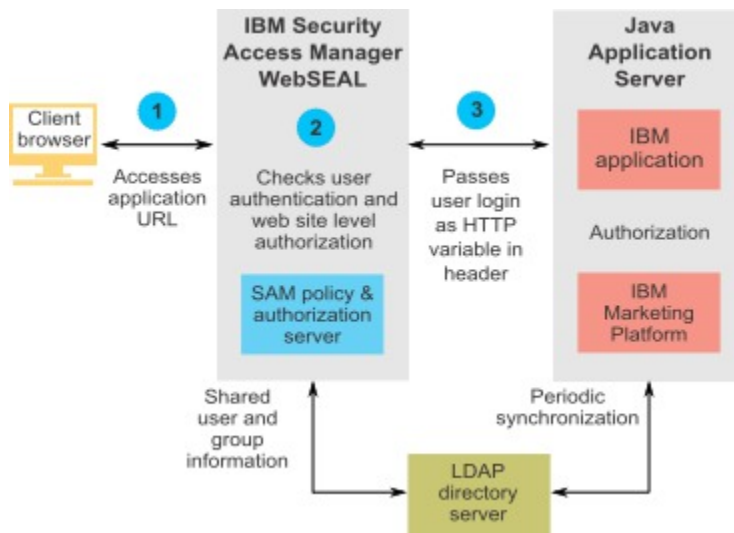 IBM Security
Access Manager
WebSEAL
Java
Application
Server
Client
browser
1
2
3
IBM
application
Accesses
application
URL
Checks user
authentication and
web site level
authorization
Passes
user login
as HTTP
variable in
header
Authorization
SAM policy &
authorization
server
IBM
Marketing
Platform
Shared
user and
group
information
Periodic
synchronization
LDAP
directory
server